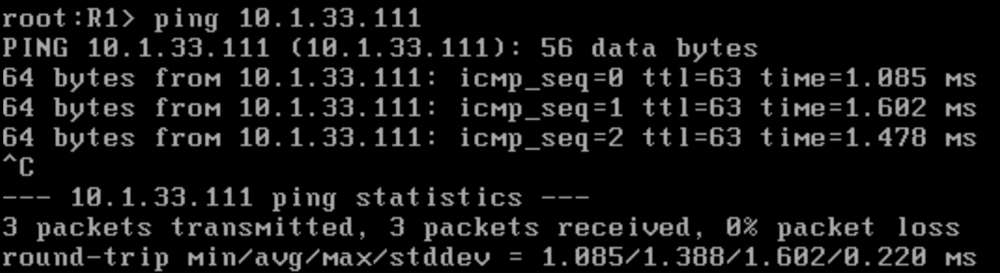 root:R1> ping 10.1.33.111
PING 10.1.33.111 (10.1.33.111): 56 data bytes
64 bytes from 10.1.33.111: icmp_seq=0 ttl=63 time=1.085 ms
64 bytes from 10.1.33.111: icmp_seq=1 ttl=63 time=1.602 ms
64 bytes from 10.1.33.111: icmp_seq=2 ttl=63 time=1.478 ms
^C
--- 10.1.33.111 ping statistics ---
3 packets transmitted, 3 packets received, 0% packet loss
round-trip min/avg/max/stddev = 1.085/1.388/1.602/0.220 ms